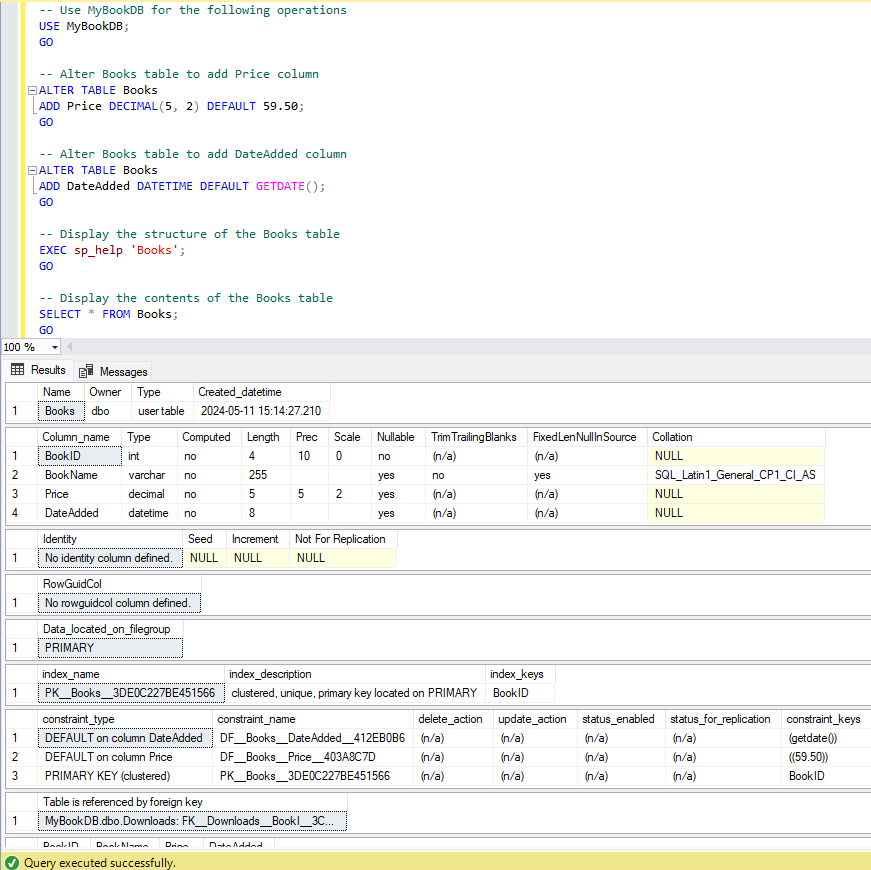 -- Use MyBookDB for the following operations
USE MyBookDB;
GO
-- Alter Books table to add Price column
ALTER TABLE Books
ADD Price DECIMAL(5, 2) DEFAULT 59.50;
GO
-- Alter Books table to add DateAdded column
ALTER TABLE Books
ADD DateAdded DATETIME DEFAULT GETDATE();
GO
-- Display the structure of the Books table
EXEC sp_help 'Books';
GO
-- Display the contents of the Books table
SELECT * FROM Books;
GO
100 %
Results Messages
Name Owner Type Created_datetime
1 Books dbo user table 2024-05-11 15:14:27.210
Column_name Type Computed Length Prec Scale Nullable TrimTrailingBlanks FixedLenNullInSource Collation
1 BookID int no 4 10 0 no (n/a) (n/a) NULL
2 BookName varchar no 255 yes no yes SQL_Latin1_General_CP1_CI_AS
3 Price decimal no 5 5 2 yes (n/a) (n/a) NULL
4 DateAdded datetime no 8 yes (n/a) (n/a) NULL
Identity Seed Increment Not For Replication
1 No identity column defined. NULL NULL NULL
RowGuidCol
1 No rowguidcol column defined.
Data_located_on_filegroup
1 PRIMARY
index_name index_description index_keys
1 PK__Books__3DE0C227BE451566 clustered, unique, primary key located on PRIMARY BookID
constraint_type constraint_name delete_action update_action status_enabled status_for_replication constraint_keys
1 DEFAULT on column DateAdded DF__Books__DateAdded__412EB0B6 (n/a) (n/a) (n/a) (n/a) (getdate())
2 DEFAULT on column Price DF__Books__Price__403A8C7D (n/a) (n/a) (n/a) (n/a) ((59.50))
3 PRIMARY KEY (clustered) PK__Books__3DE0C227BE451566 (n/a) (n/a) (n/a) (n/a) BookID
Table is referenced by foreign key
1 MyBookDB.dbo.Downloads: FK__Downloads__BookI__3C...
BookID BookName Price DateAdded
Query executed successfully.